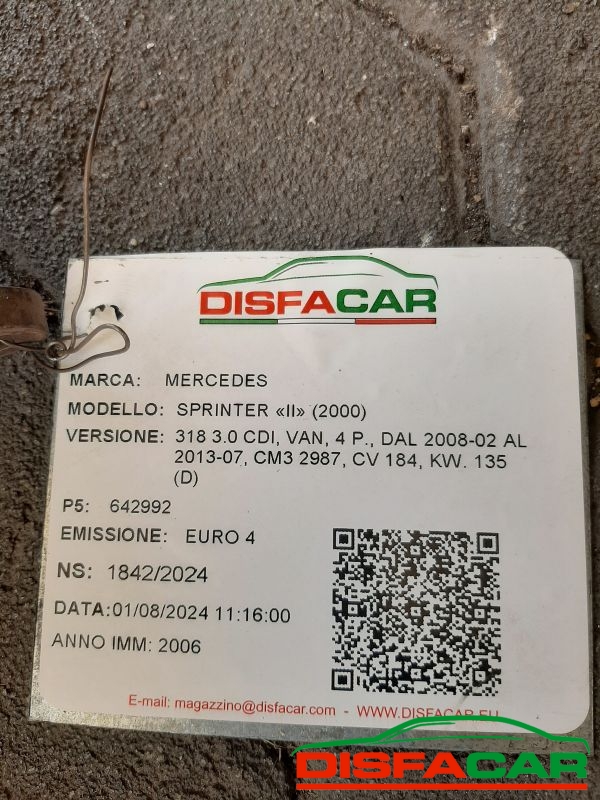 DISFACAR
MARCA: MERCEDES
MODELLO: SPRINTER «II» (2000)
VERSIONE: 318 3.0 CDI, VAN, 4 P., DAL 2008-02 AL
2013-07, CM3 2987, CV 184, KW. 135
(D)
P5: 642992
EMISSIONE: EURO 4
NS: 1842/2024
DATA:01/08/2024 11:16:00
ANNO IMM: 2006
E-mail: magazzino@disfacar.com - WWW.DISFACAR.EU
DISFACAR